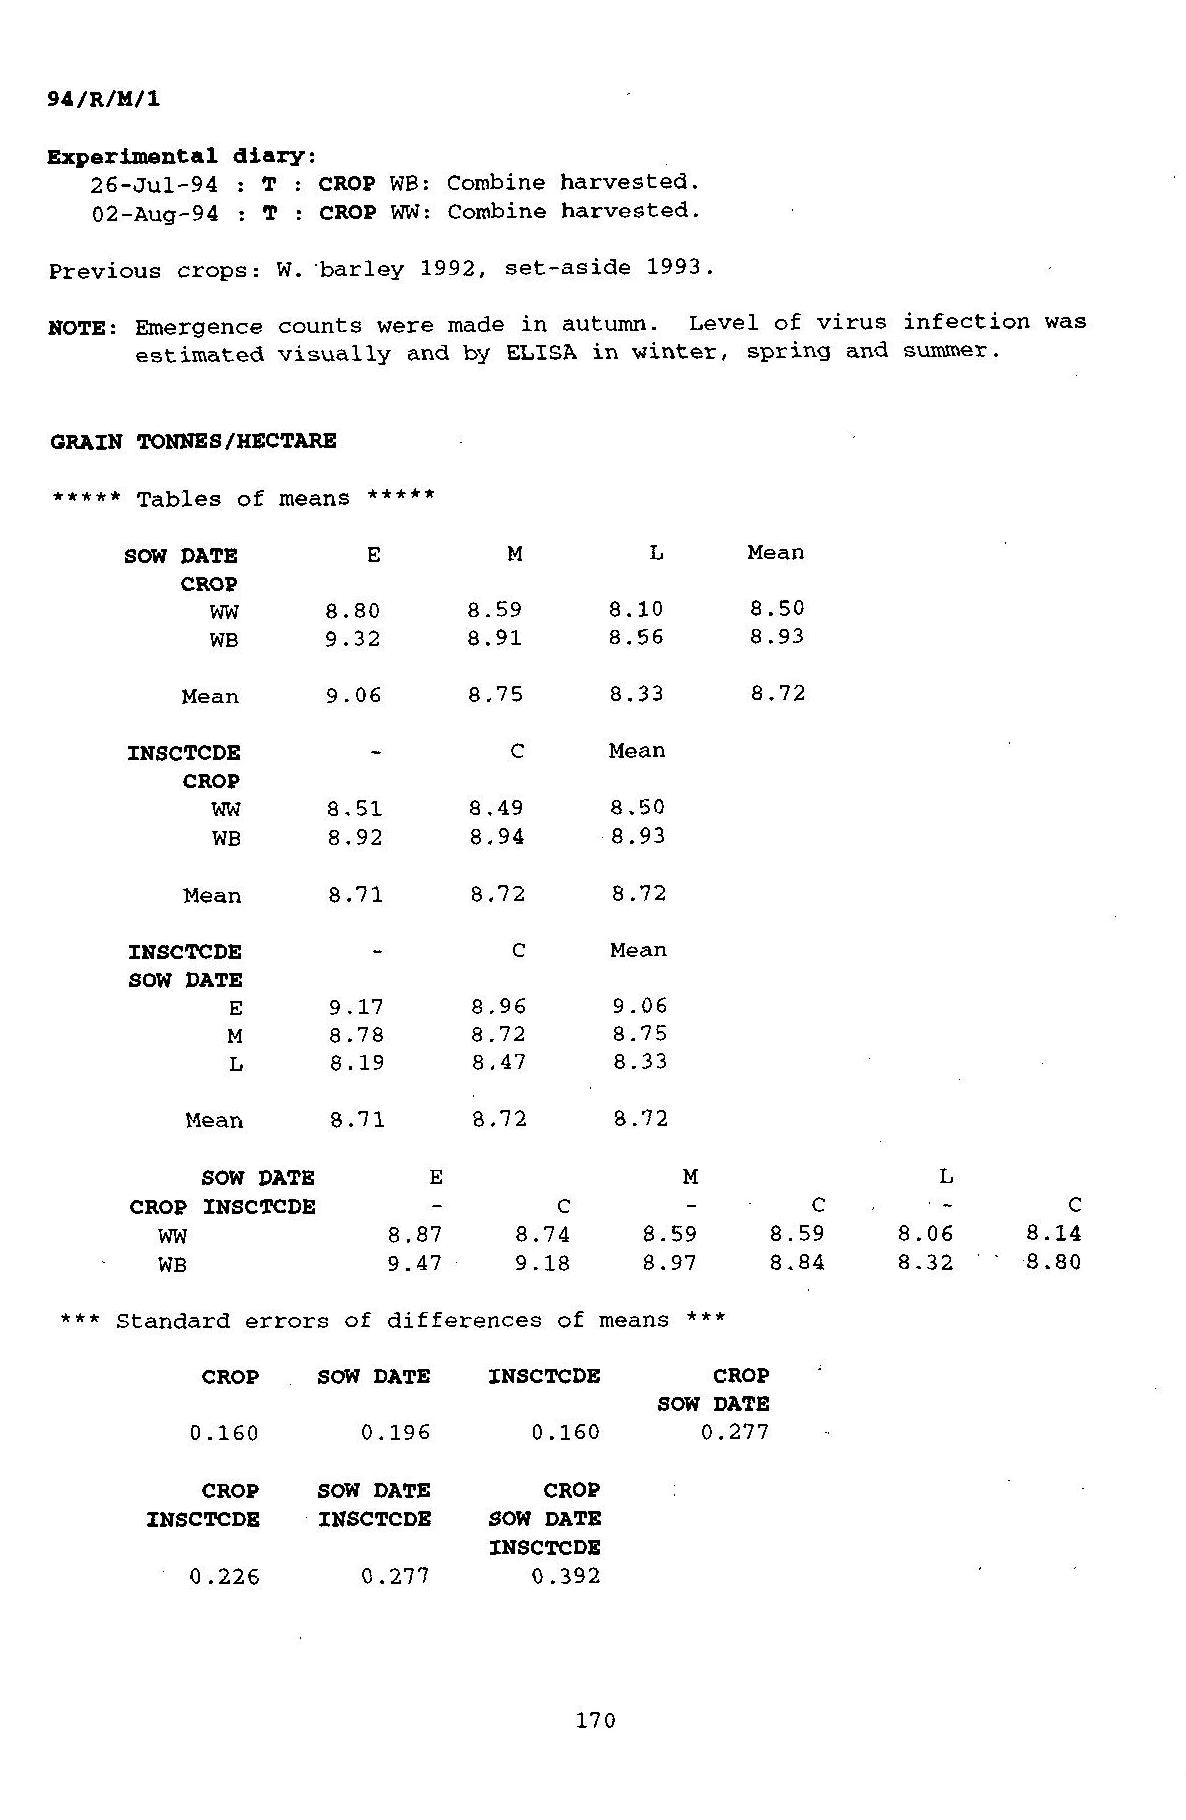 94/R/M/1
Experimental diary:
26-Jul-94 : T : CROP WB: Combine harvested.
02-Aug-94 : T : CROP WW: Combine harvested.
Previous crops: W. barley 1992, set-aside 1993.
NOTE: Emergence counts were made in autumn. Level of virus infection was
estimated visually and by ELISA in winter, spring and summer.
GRAIN TONNES/HECTARE
***** Tables of means *****
SOW DATE E M L Mean
CROP
WW 8.80 8.59 8.10 8.50
WB 9.32 8.91 8.56 8.93
Mean 9.06 8.75 8.33 8.72
INSCTCDE - C Mean
CROP
WW 8.51 8.49 8.50
WB 8.92 8.94 8.93
Mean 8.71 8.72 8.72
INSCTCDE - C Mean
SOW DATE
E 9.17 8.96 9.06
M 8.78 8.72 8.75
L 8.19 8.47 8.33
Mean 8.71 8.72 8.72
SOW DATE E M L
CROP INSCTCDE - C - C - C
WW 8.87 8.74 8.59 8.59 8.06 8.14
WB 9.47 9.18 8.97 8.84 8.32 8.80
*** Standard errors of differences of means ***
CROP SOW DATE INSCTCDE CROP
SOW DATE
0.160 0.196 0.160 0.277
CROP SOW DATE CROP
INSCTCDE INSCTCDE SOW DATE
INSCTCDE
0.226 0.277 0.392
170